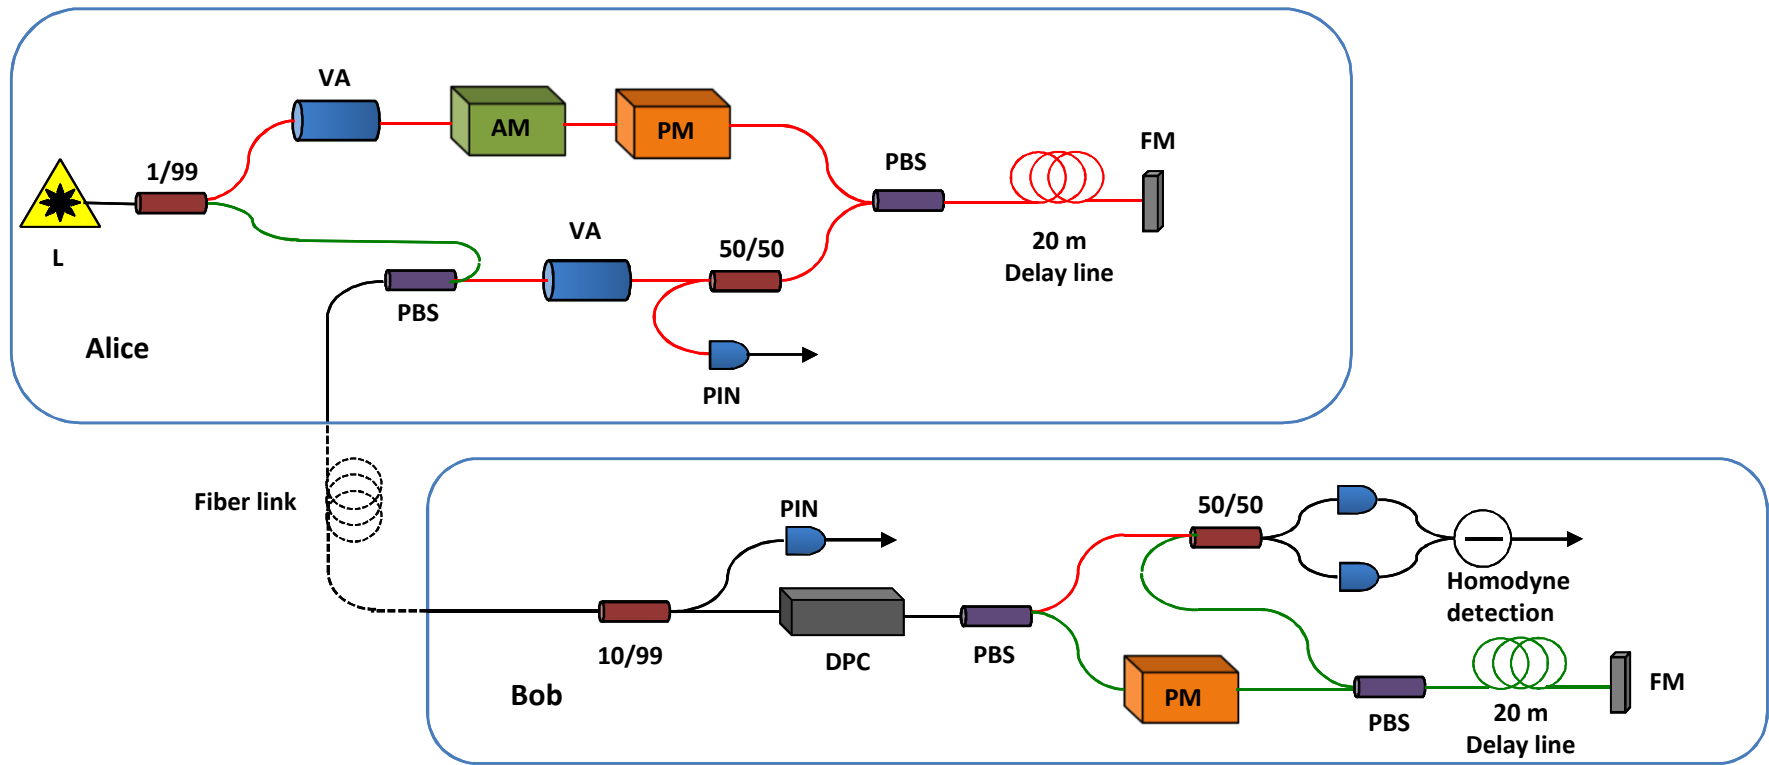 VA
AM
PM
1/99
PBS
FM
L
VA
50/50
20 m
Delay line
PBS
Alice
PIN
Fiber link
PIN
50/50
Homodyne
detection
10/99
DPC
PBS
Bob
PM
PBS
FM
20 m
Delay line